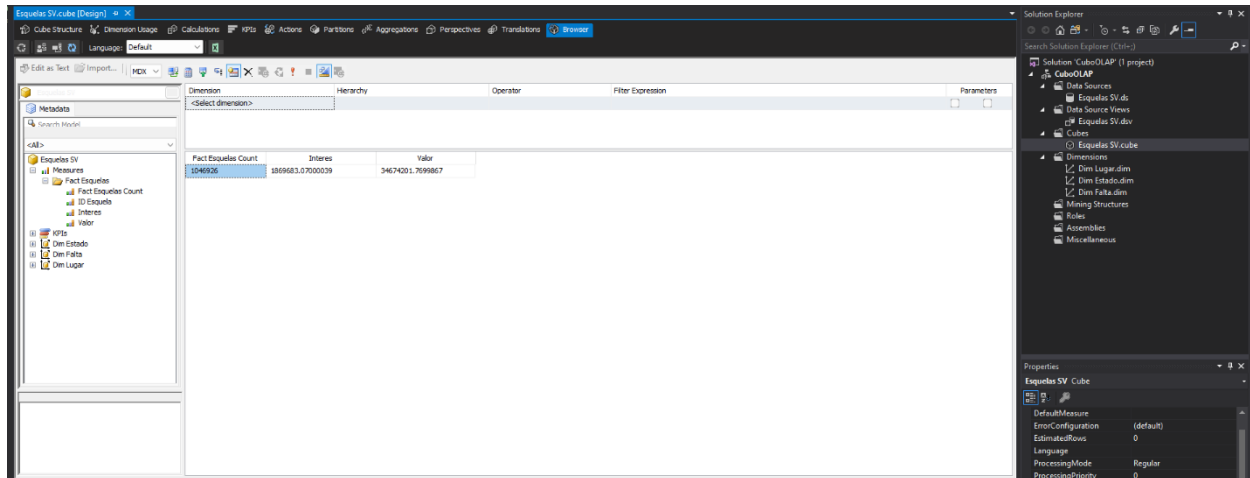 Esquelas SV.cube [Design]
Cube Structure Dimension Usage Calculations KPIs Actions Partitions Aggregations Perspectives Translations Browser
Language: Default
Edit as Text Import... MDX
Metadata
Search Model
<All>
Esquelas SV
Measures
Fact Esquelas
Fact Esquelas Count
ID Esquela
Interes
Valor
KPIs
Dim Estado
Dim Falta
Dim Lugar
Dimension Hierarchy Operator Filter Expression Parameters
<Select dimension>
Fact Esquelas Count Interes Valor
1046926 1869683.07000039 34674201.7699867
Solution Explorer
Search Solution Explorer (Ctrl+;)
Solution 'CuboOLAP' (1 project)
CuboOLAP
Data Sources
Esquelas SV.ds
Data Source Views
Esquelas SV.dsv
Cubes
Esquelas SV.cube
Dimensions
Dim Lugar.dim
Dim Estado.dim
Dim Falta.dim
Mining Structures
Roles
Assemblies
Miscellaneous
Properties
Esquelas SV Cube
DefaultMeasure
ErrorConfiguration (default)
EstimatedRows 0
Language
ProcessingMode Regular
ProcessingPriority 0